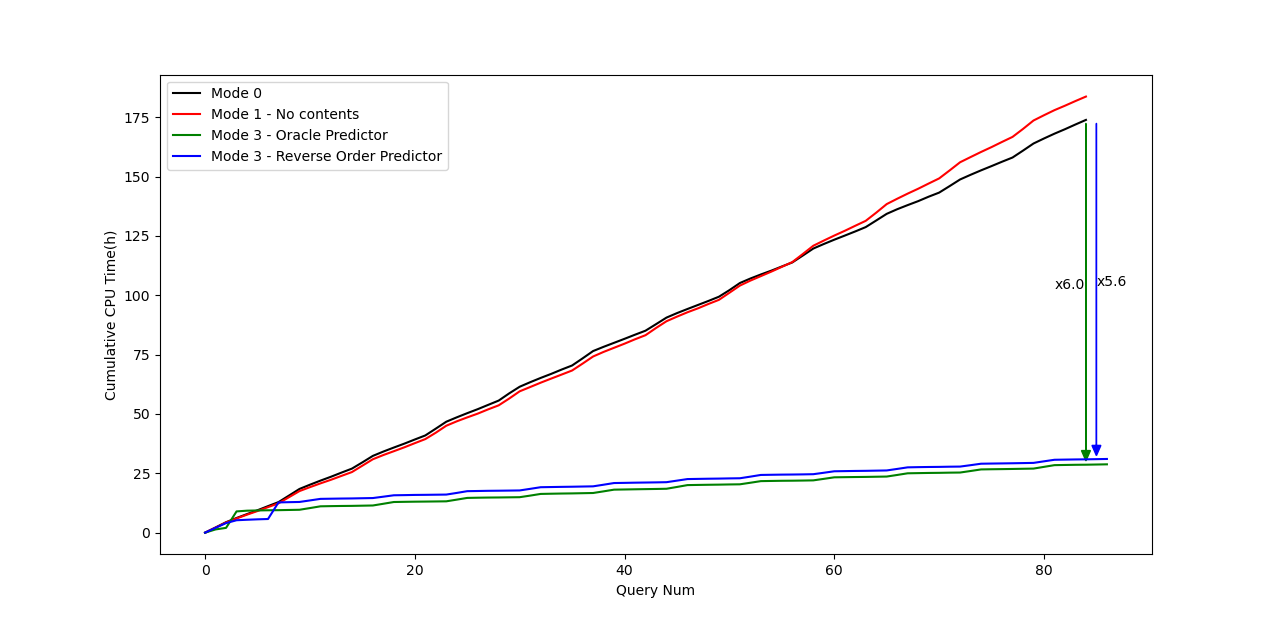 Mode 0
Mode 1 - No contents
Mode 3 - Oracle Predictor
Mode 3 - Reverse Order Predictor
175
150
125
100
75
50
25
0
Cumulative CPU Time(h)
x6.0
x5.6
0
20
40
60
80
Query Num